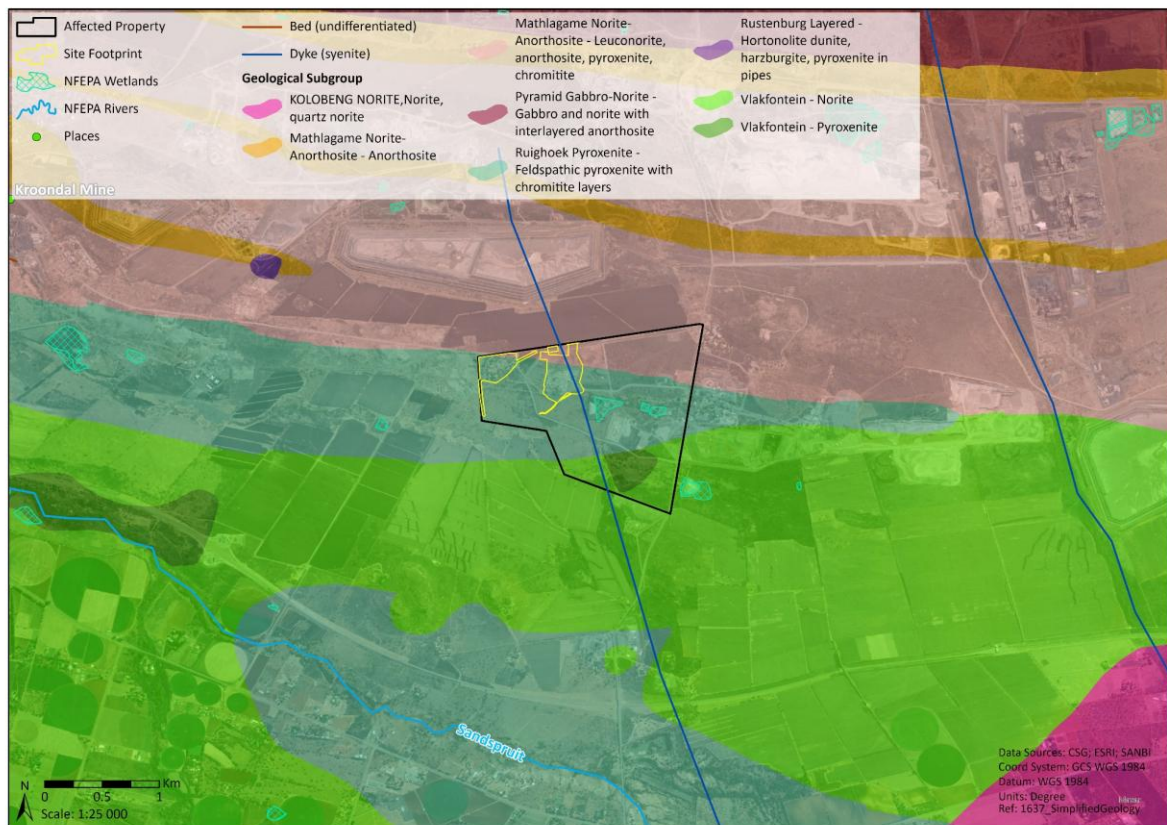 Affected Property
Site Footprint
NFEPA Wetlands
NFEPA Rivers
Places
Bed (undifferentiated)
Dyke (syenite)
Geological Subgroup
KOLOBENG NORITE,Norite,
quartz norite
Mathlagame Norite-
Anorthosite - Anorthosite
Mathlagame Norite-
Anorthosite - Leuconorite,
anorthosite, pyroxenite,
chromitite
Pyramid Gabbro-Norite -
Gabbro and norite with
interlayered anorthosite
Ruighoek Pyroxenite -
Feldspathic pyroxenite with
chromitite layers
Rustenburg Layered -
Hortonolite dunite,
harzburgite, pyroxenite in
pipes
Vlakfontein - Norite
Vlakfontein - Pyroxenite
Kroondal Mine
Sandspruit
N
Km
0 0.5 1
Scale: 1:25 000
Data Sources: CSG; ESRI; SANBI
Coord System: GCS WGS 1984
Datum: WGS 1984
Units: Degree
Ref: 1637_SimplifiedGeology